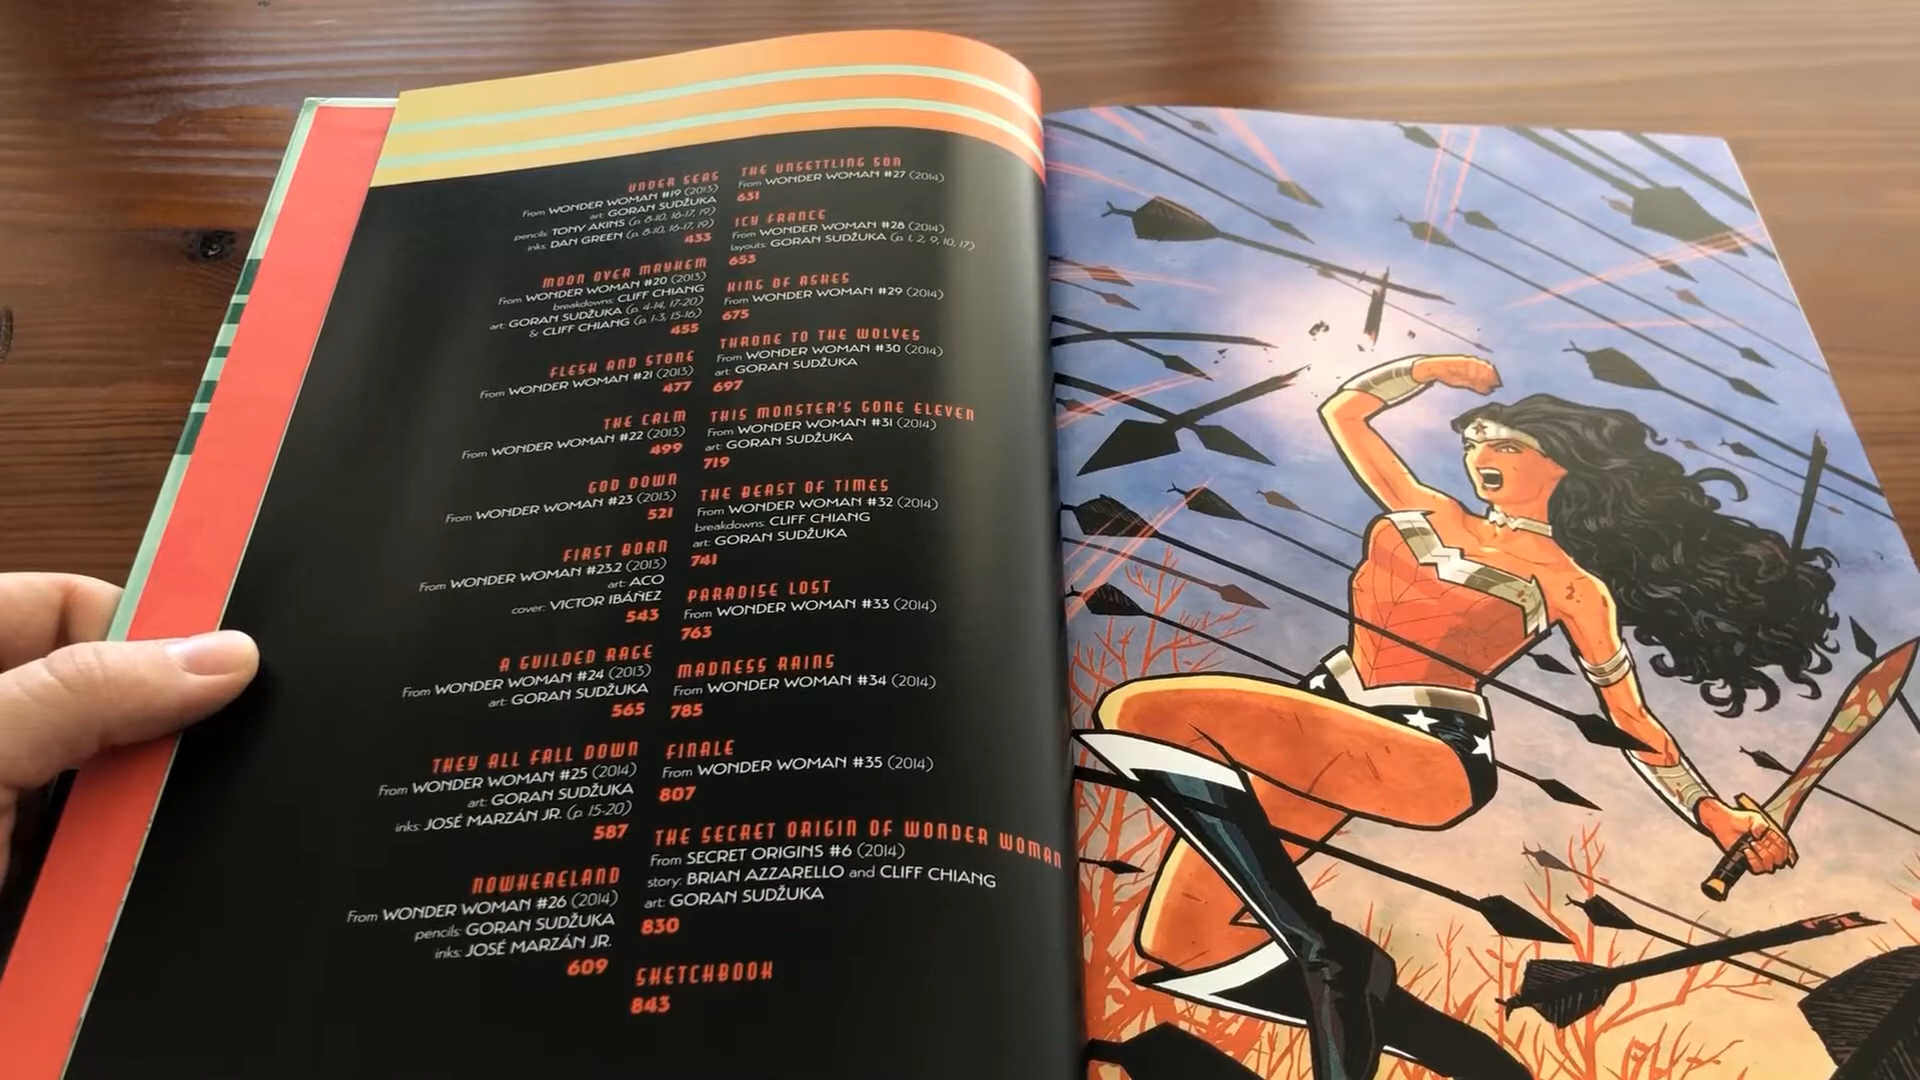 UNDER SEAS
From WONDER WOMAN #19 (2013)
art: GORAN SUDŽUKA
pencils: TONY AKINS (p. 8-10, 16-17, 19)
inks: DAN GREEN (p. 8-10, 16-17, 19)
433
MOON OVER MAYHEM
From WONDER WOMAN #20 (2013)
breakdowns: CLIFF CHIANG
art: GORAN SUDŽUKA (p. 4-14, 17-20)
& CLIFF CHIANG (p. 1-3, 15-16)
455
FLESH AND STONE
From WONDER WOMAN #21 (2013)
477
THE CALM
From WONDER WOMAN #22 (2013)
499
GOD DOWN
From WONDER WOMAN #23 (2013)
521
FIRST BORN
From WONDER WOMAN #23.2 (2013)
art: ACO
cover: VICTOR IBÁÑEZ
543
A GUILDED RAGE
From WONDER WOMAN #24 (2013)
art: GORAN SUDŽUKA
565
THEY ALL FALL DOWN
From WONDER WOMAN #25 (2014)
art: GORAN SUDŽUKA
inks: JOSÉ MARZÁN JR. (p. 15-20)
587
NOWHERELAND
From WONDER WOMAN #26 (2014)
pencils: GORAN SUDŽUKA
inks: JOSÉ MARZÁN JR.
609
THE UNSETTLING SON
From WONDER WOMAN #27 (2014)
631
ICY FRANCE
From WONDER WOMAN #28 (2014)
layouts: GORAN SUDŽUKA (p. 1, 2, 9, 10, 17)
653
KING OF ASHES
From WONDER WOMAN #29 (2014)
675
THRONE TO THE WOLVES
From WONDER WOMAN #30 (2014)
art: GORAN SUDŽUKA
697
THIS MONSTER'S GONE ELEVEN
From WONDER WOMAN #31 (2014)
art: GORAN SUDŽUKA
719
THE BEAST OF TIMES
From WONDER WOMAN #32 (2014)
breakdowns: CLIFF CHIANG
art: GORAN SUDŽUKA
741
PARADISE LOST
From WONDER WOMAN #33 (2014)
763
MADNESS RAINS
From WONDER WOMAN #34 (2014)
785
FINALE
From WONDER WOMAN #35 (2014)
807
THE SECRET ORIGIN OF WONDER WOMAN
From SECRET ORIGINS #6 (2014)
story: BRIAN AZZARELLO and CLIFF CHIANG
art: GORAN SUDŽUKA
830
SKETCHBOOK
843